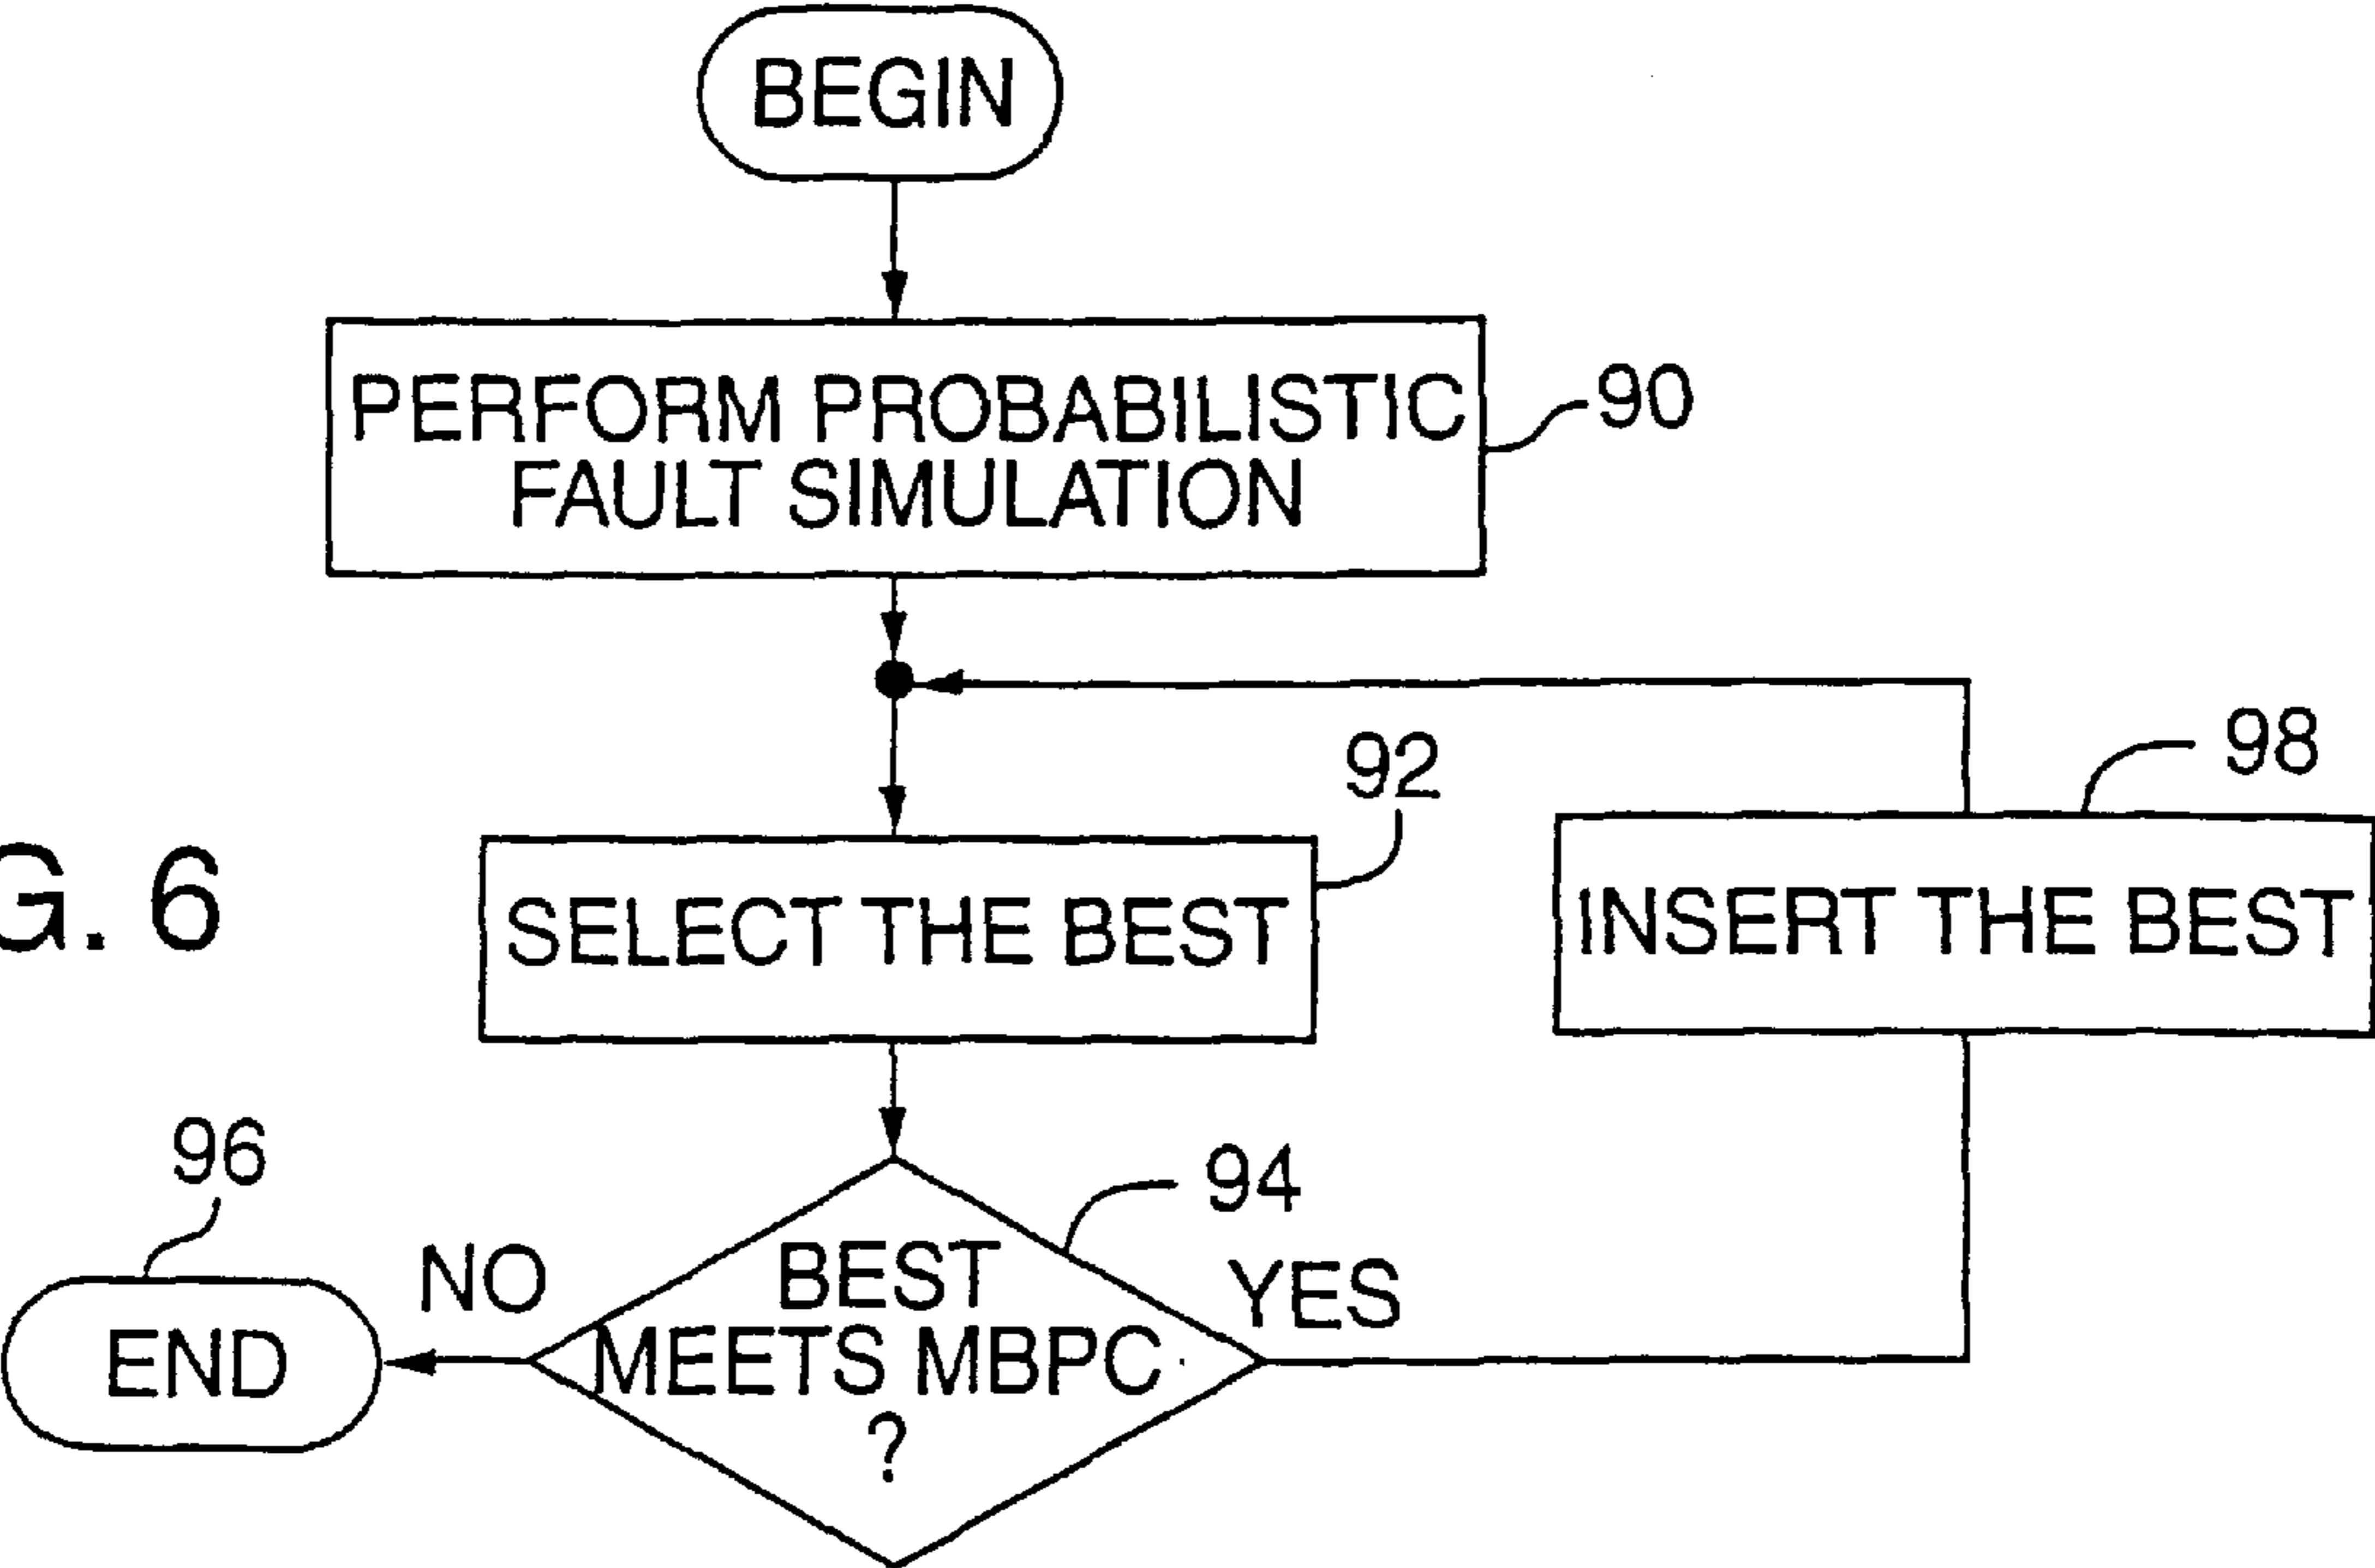 BEGIN
PERFORM PROBABILISTIC
FAULT SIMULATION
90
92
98
G. 6
SELECT THE BEST
INSERT THE BEST
96
94
NO
BEST
MEETS MBPC
?
YES
END